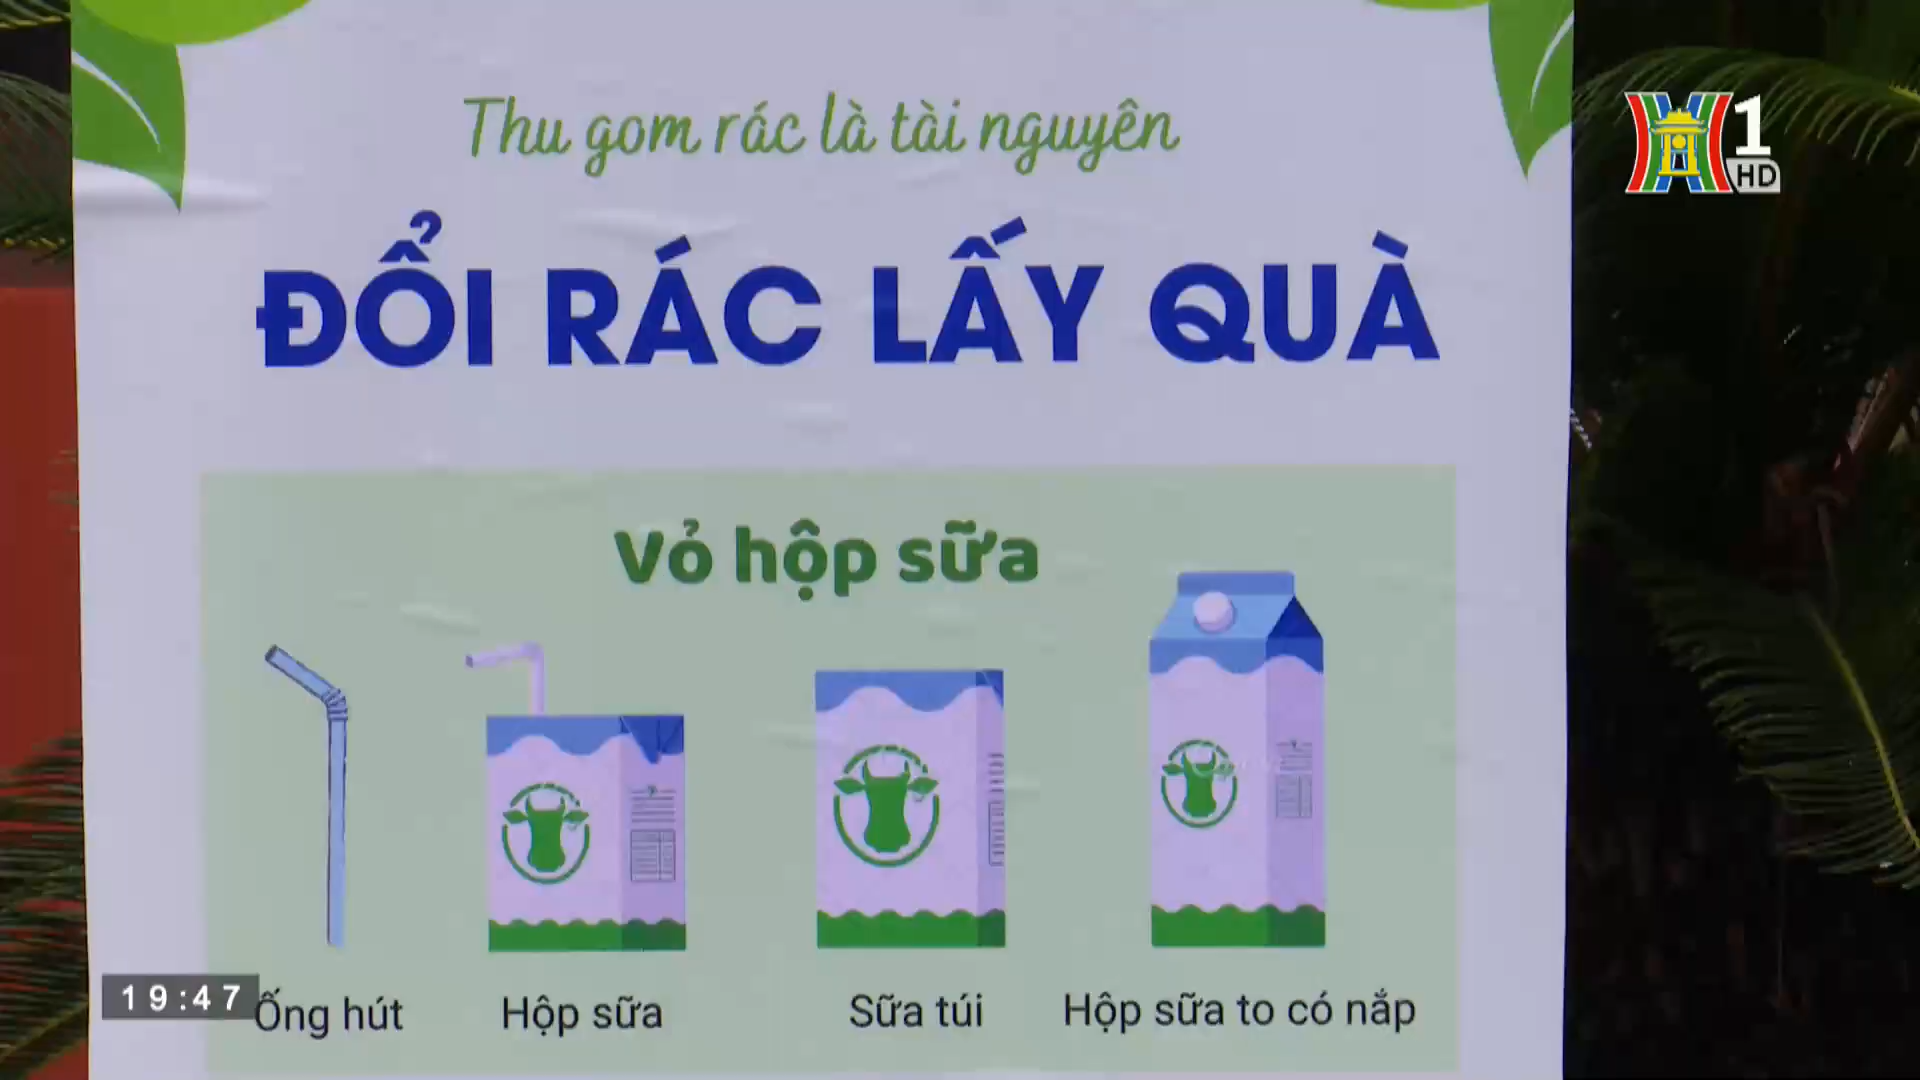 Thu gom rác là tài nguyên
1
HD
ĐỔI RÁC LẤY QUÀ
Vỏ hộp sữa
19:47
Ống hút
Hộp sữa
Sữa túi
Hộp sữa to có nắp